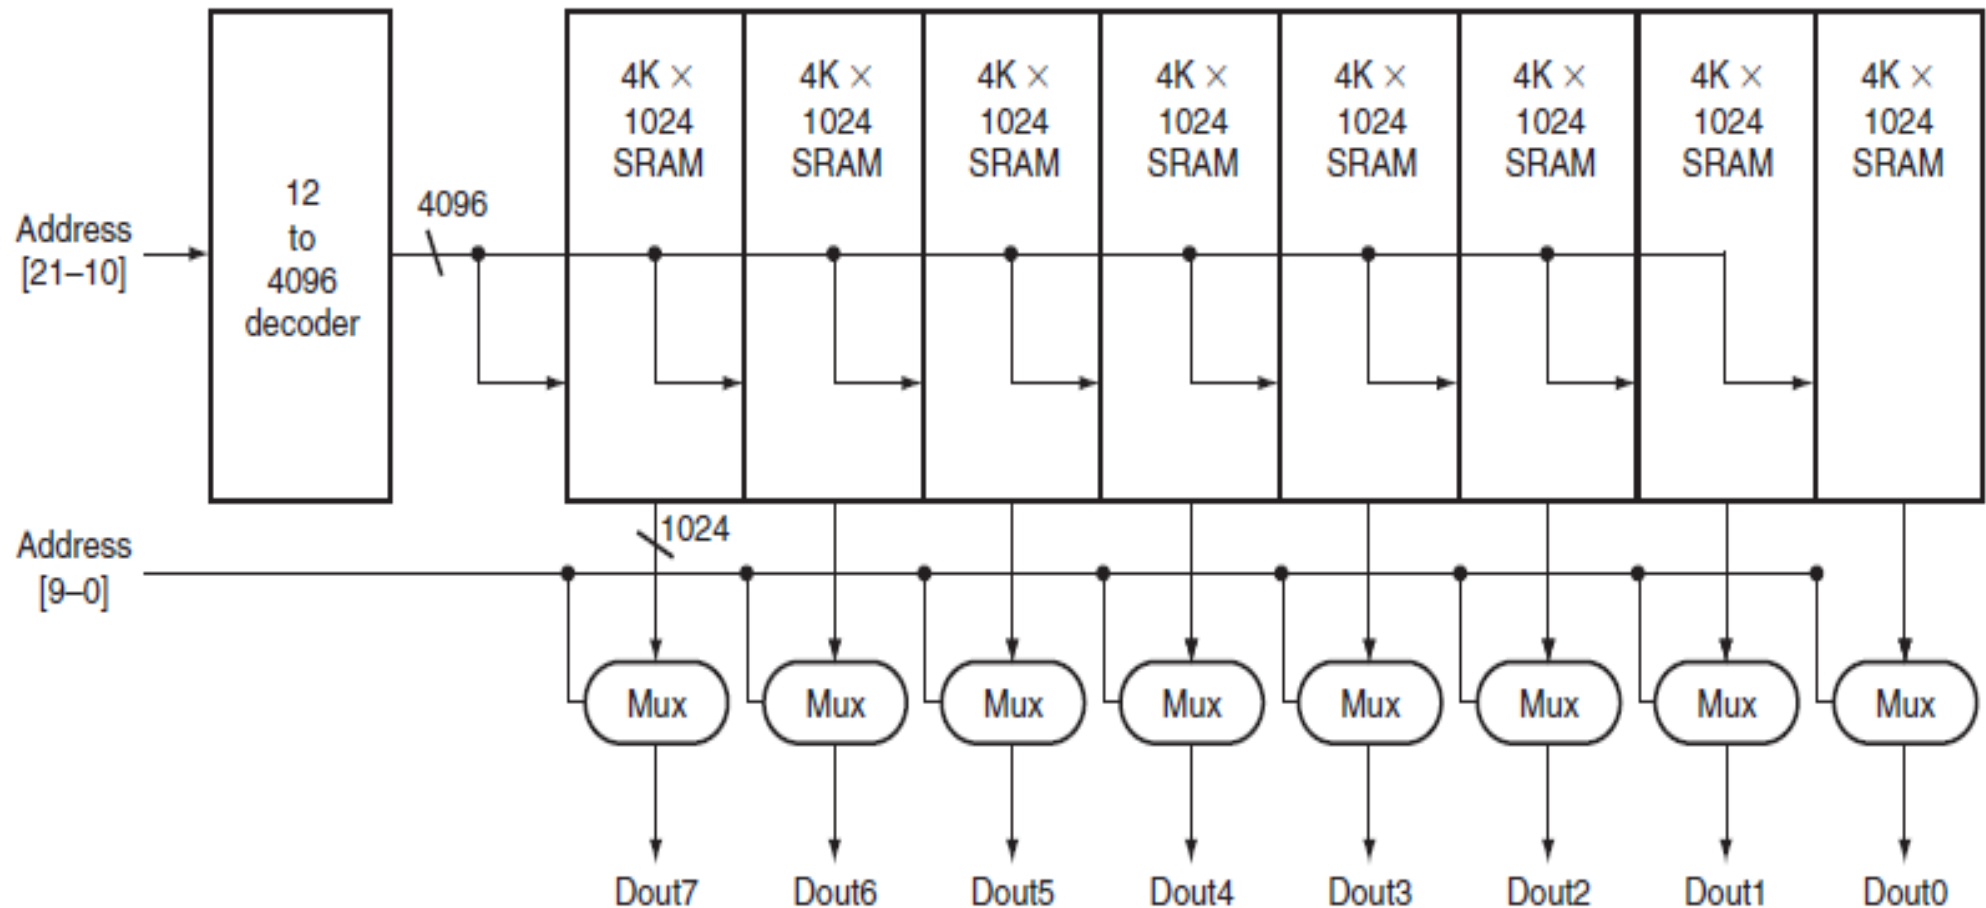 4K ×
1024
SRAM
4K ×
1024
SRAM
4K ×
1024
SRAM
4K ×
1024
SRAM
4K ×
1024
SRAM
4K ×
1024
SRAM
4K ×
1024
SRAM
4K ×
1024
SRAM
12
to
4096
decoder
4096
Address
[21–10]
1024
Address
[9–0]
Mux
Mux
Mux
Mux
Mux
Mux
Mux
Mux
Dout7
Dout6
Dout5
Dout4
Dout3
Dout2
Dout1
Dout0